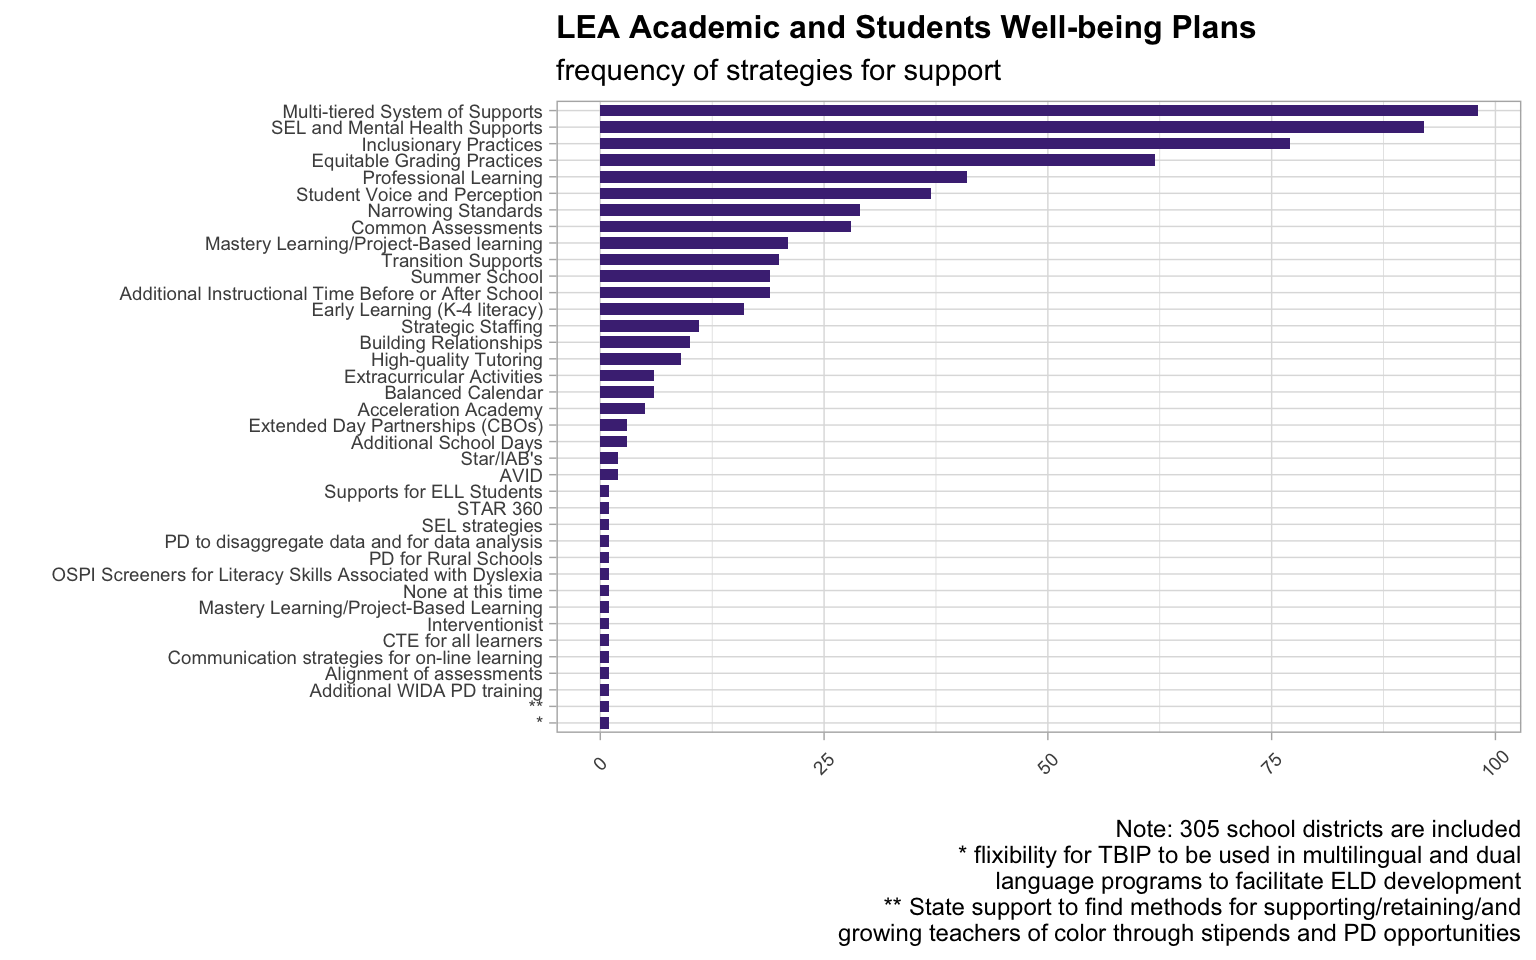 LEA Academic and Students Well-being Plans
frequency of strategies for support
Multi-tiered System of Supports
SEL and Mental Health Supports
Inclusionary Practices
Equitable Grading Practices
Professional Learning
Student Voice and Perception
Narrowing Standards
Common Assessments
Mastery Learning/Project-Based learning
Transition Supports
Summer School
Additional Instructional Time Before or After School
Early Learning (K-4 literacy)
Strategic Staffing
Building Relationships
High-quality Tutoring
Extracurricular Activities
Balanced Calendar
Acceleration Academy
Extended Day Partnerships (CBOs)
Additional School Days
Star/IAB's
AVID
Supports for ELL Students
STAR 360
SEL strategies
PD to disaggregate data and for data analysis
PD for Rural Schools
OSPI Screeners for Literacy Skills Associated with Dyslexia
None at this time
Mastery Learning/Project-Based Learning
Interventionist
CTE for all learners
Communication strategies for on-line learning
Alignment of assessments
Additional WIDA PD training
**
*
0 25 50 75 100
Note: 305 school districts are included
* flixibility for TBIP to be used in multilingual and dual
language programs to facilitate ELD development
** State support to find methods for supporting/retaining/and
growing teachers of color through stipends and PD opportunities